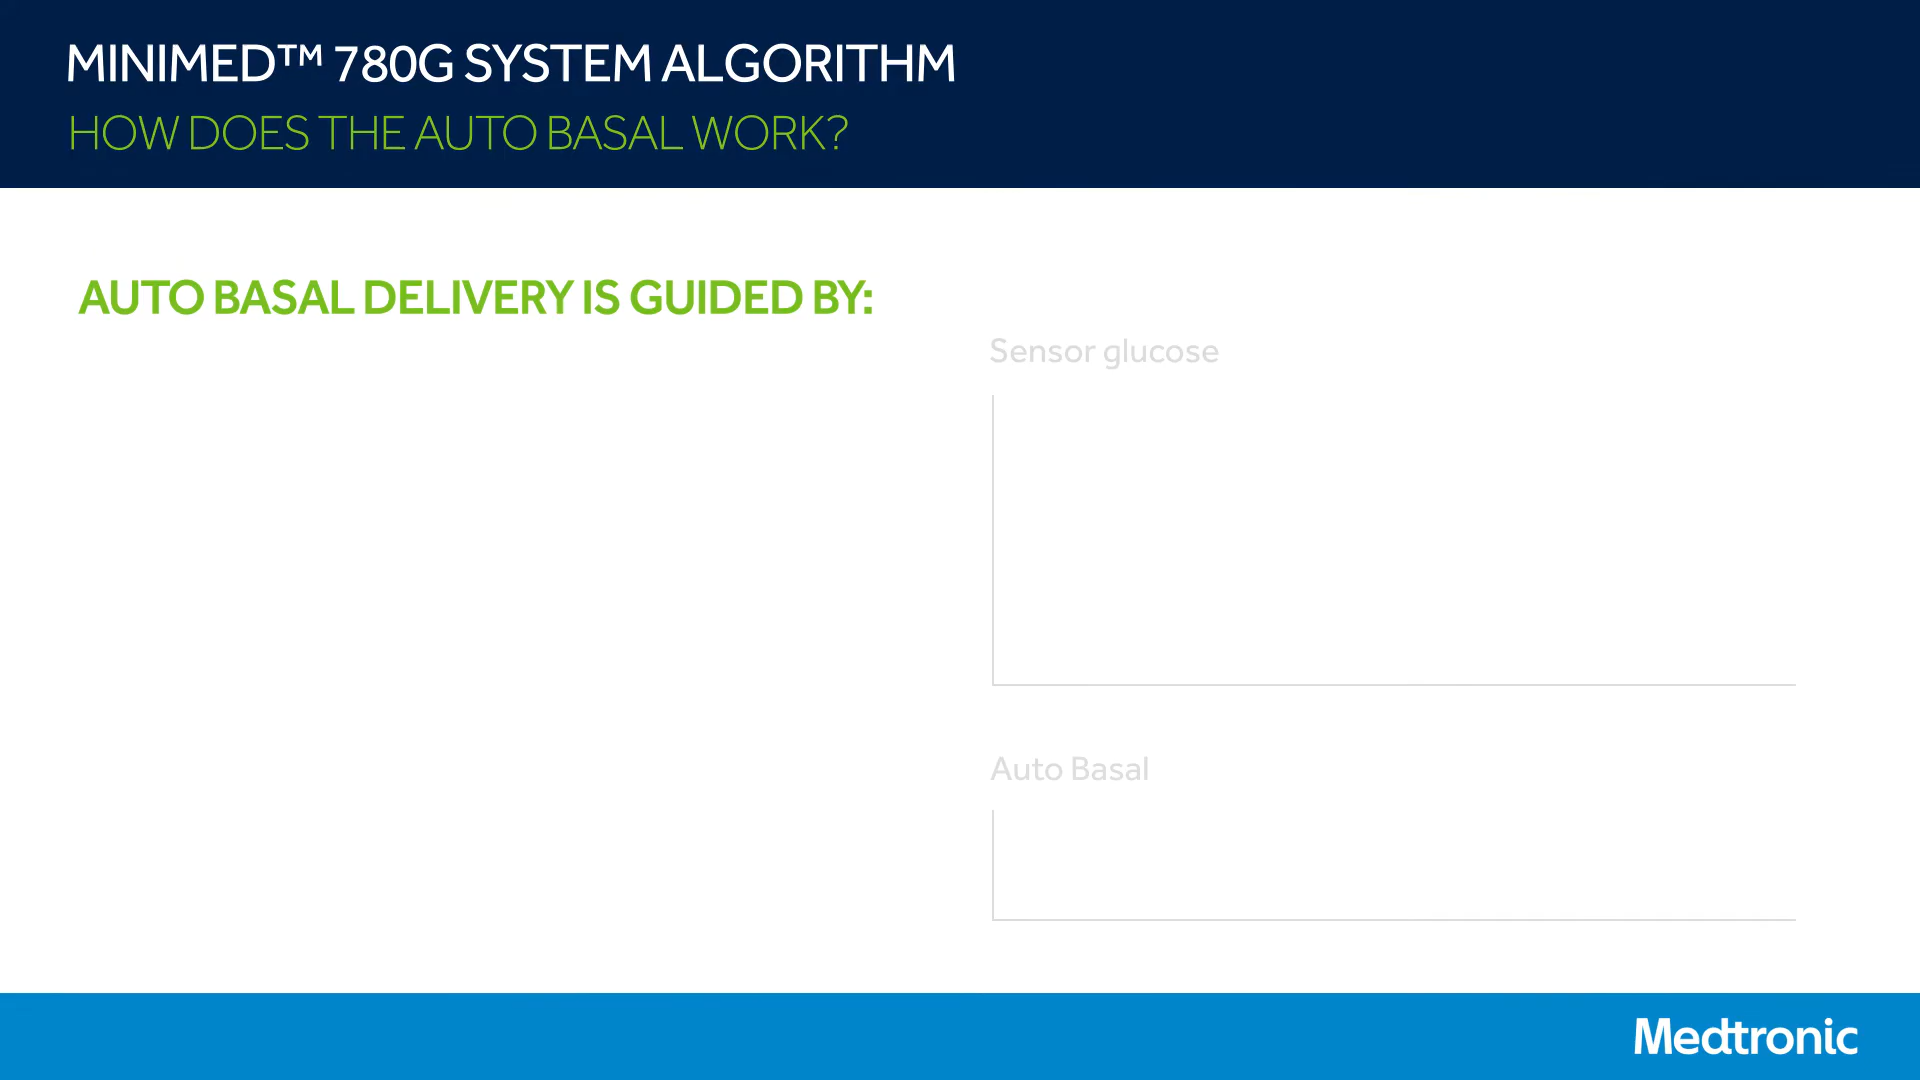 MINIMED™ 780G SYSTEM ALGORITHM
HOW DOES THE AUTO BASAL WORK?
AUTO BASAL DELIVERY IS GUIDED BY:
Sensor glucose
Auto Basal
Medtronic